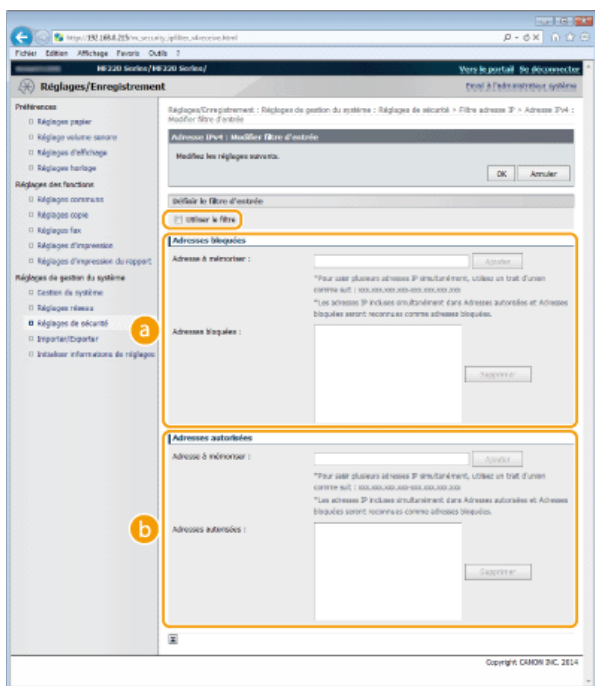 http://192.168.0.215/m_security_ipfilter_v4receive.html
Fichier Edition Affichage Favoris Outils ?
MF220 Series/MF220 Series/
Vers le portail Se déconnecter
Réglages/Enregistrement
Envoi à l'administrateur système
Préférences
Réglages papier
Réglage volume sonore
Réglages d'affichage
Réglages horloge
Réglages des fonctions
Réglages communs
Réglages copie
Réglages fax
Réglages d'impression
Réglages d'impression du rapport
Réglages de gestion du système
Gestion du système
Réglages réseau
Réglages de sécurité
Importer/Exporter
Initialiser informations de réglages
Réglages/Enregistrement : Réglages de gestion du système : Réglages de sécurité > Filtre adresse IP > Adresse IPv4 :
Modifier filtre d'entrée
Adresse IPv4 : Modifier filtre d'entrée
Modifiez les réglages suivants.
OK Annuler
Définir le filtre d'entrée
Utiliser le filtre
a
Adresses bloquées
Adresse à mémoriser :
Ajouter
*Pour saisir plusieurs adresses IP simultanément, utilisez un trait d'union
comme suit : xxx.xxx.xxx.xxx-xxx.xxx.xxx.xxx
*Les adresses IP incluses simultanément dans Adresses autorisées et Adresses
bloquées seront reconnues comme adresses bloquées.
Adresses bloquées :
Supprimer
b
Adresses autorisées
Adresse à mémoriser :
Ajouter
*Pour saisir plusieurs adresses IP simultanément, utilisez un trait d'union
comme suit : xxx.xxx.xxx.xxx-xxx.xxx.xxx.xxx
*Les adresses IP incluses simultanément dans Adresses autorisées et Adresses
bloquées seront reconnues comme adresses bloquées.
Adresses autorisées :
Supprimer
Copyright CANON INC. 2014